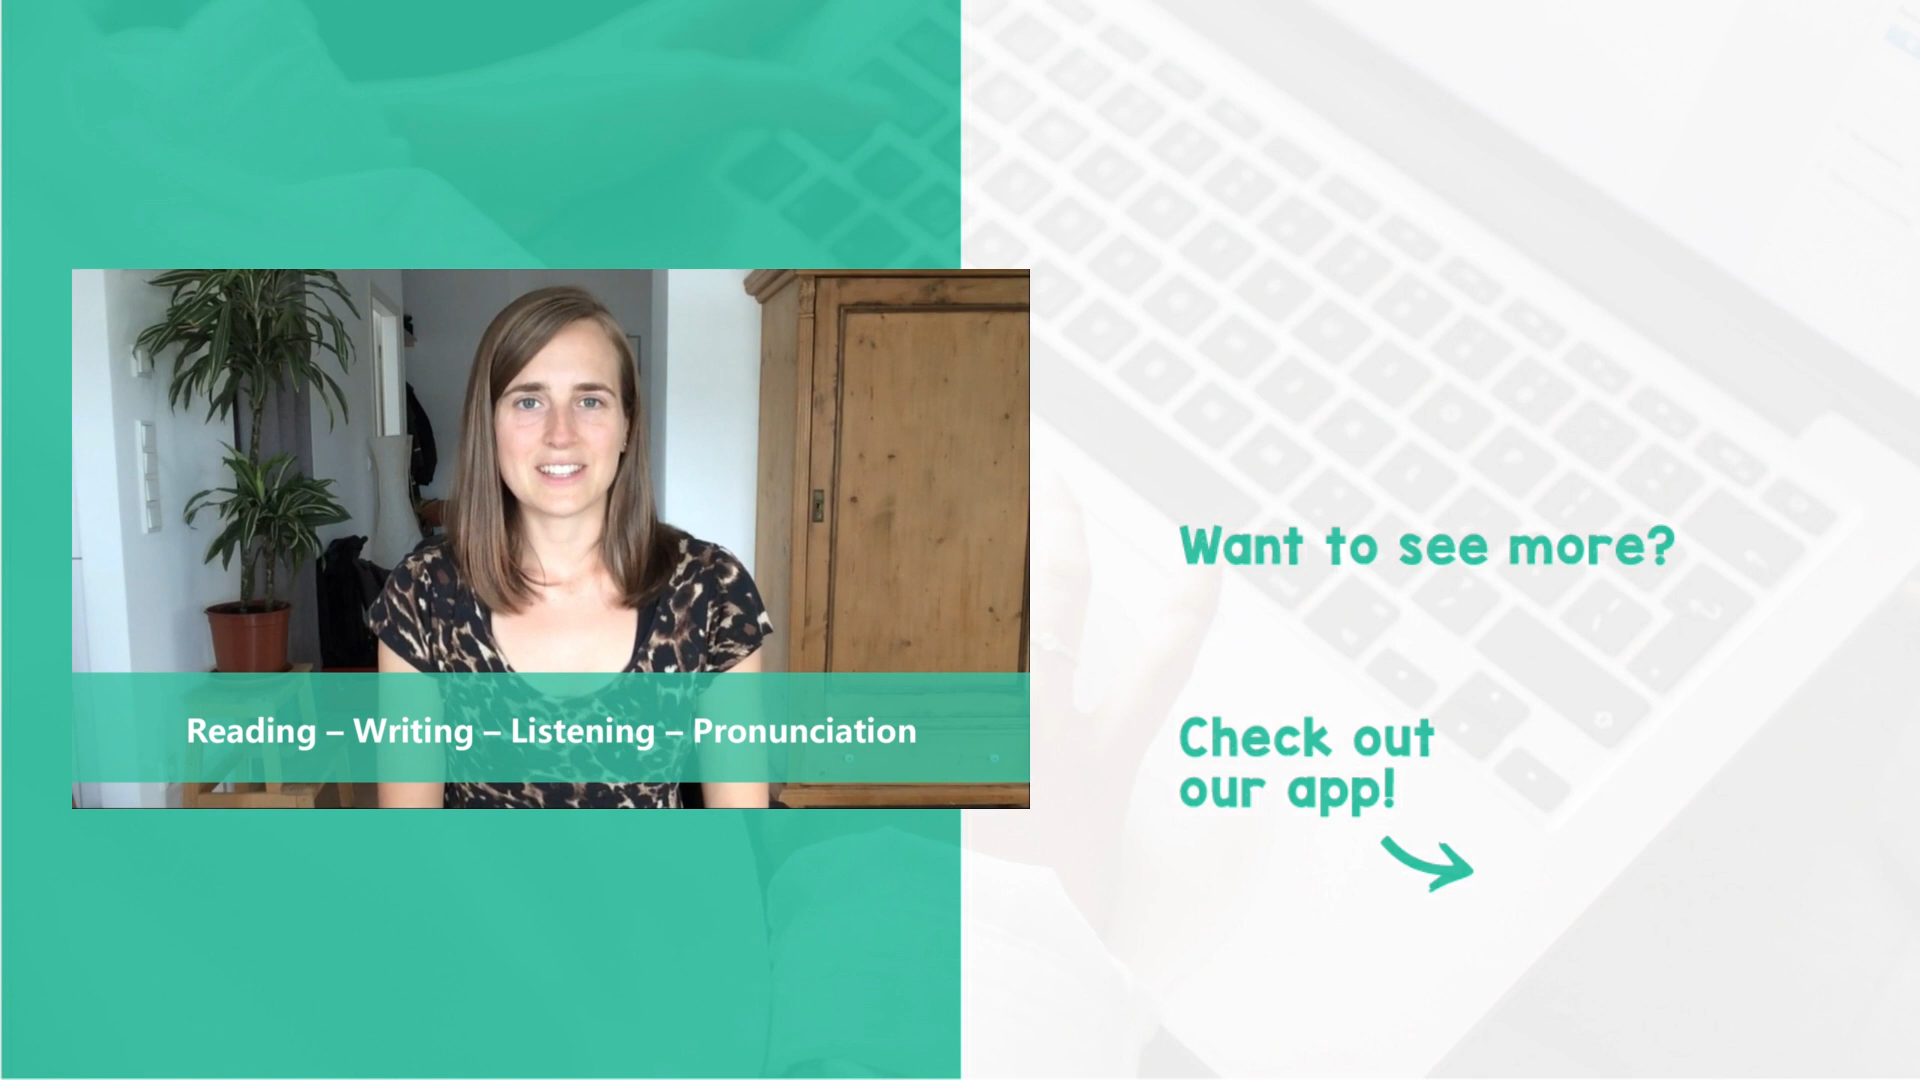 Reading – Writing – Listening – Pronunciation
Want to see more?
Check out
our app!